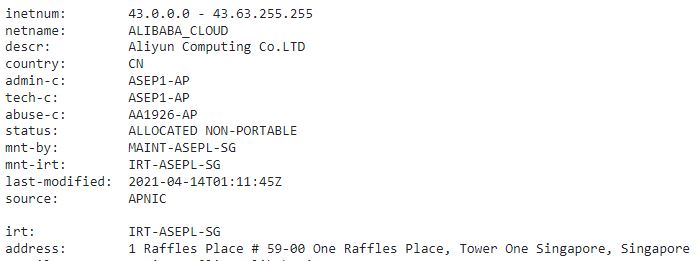 inetnum: 43.0.0.0 - 43.63.255.255
netname: ALIBABA_CLOUD
descr: Aliyun Computing Co.LTD
country: CN
admin-c: ASEP1-AP
tech-c: ASEP1-AP
abuse-c: AA1926-AP
status: ALLOCATED NON-PORTABLE
mnt-by: MAINT-ASEPL-SG
mnt-irt: IRT-ASEPL-SG
last-modified: 2021-04-14T01:11:45Z
source: APNIC
irt: IRT-ASEPL-SG
address: 1 Raffles Place # 59-00 One Raffles Place, Tower One Singapore, Singapore